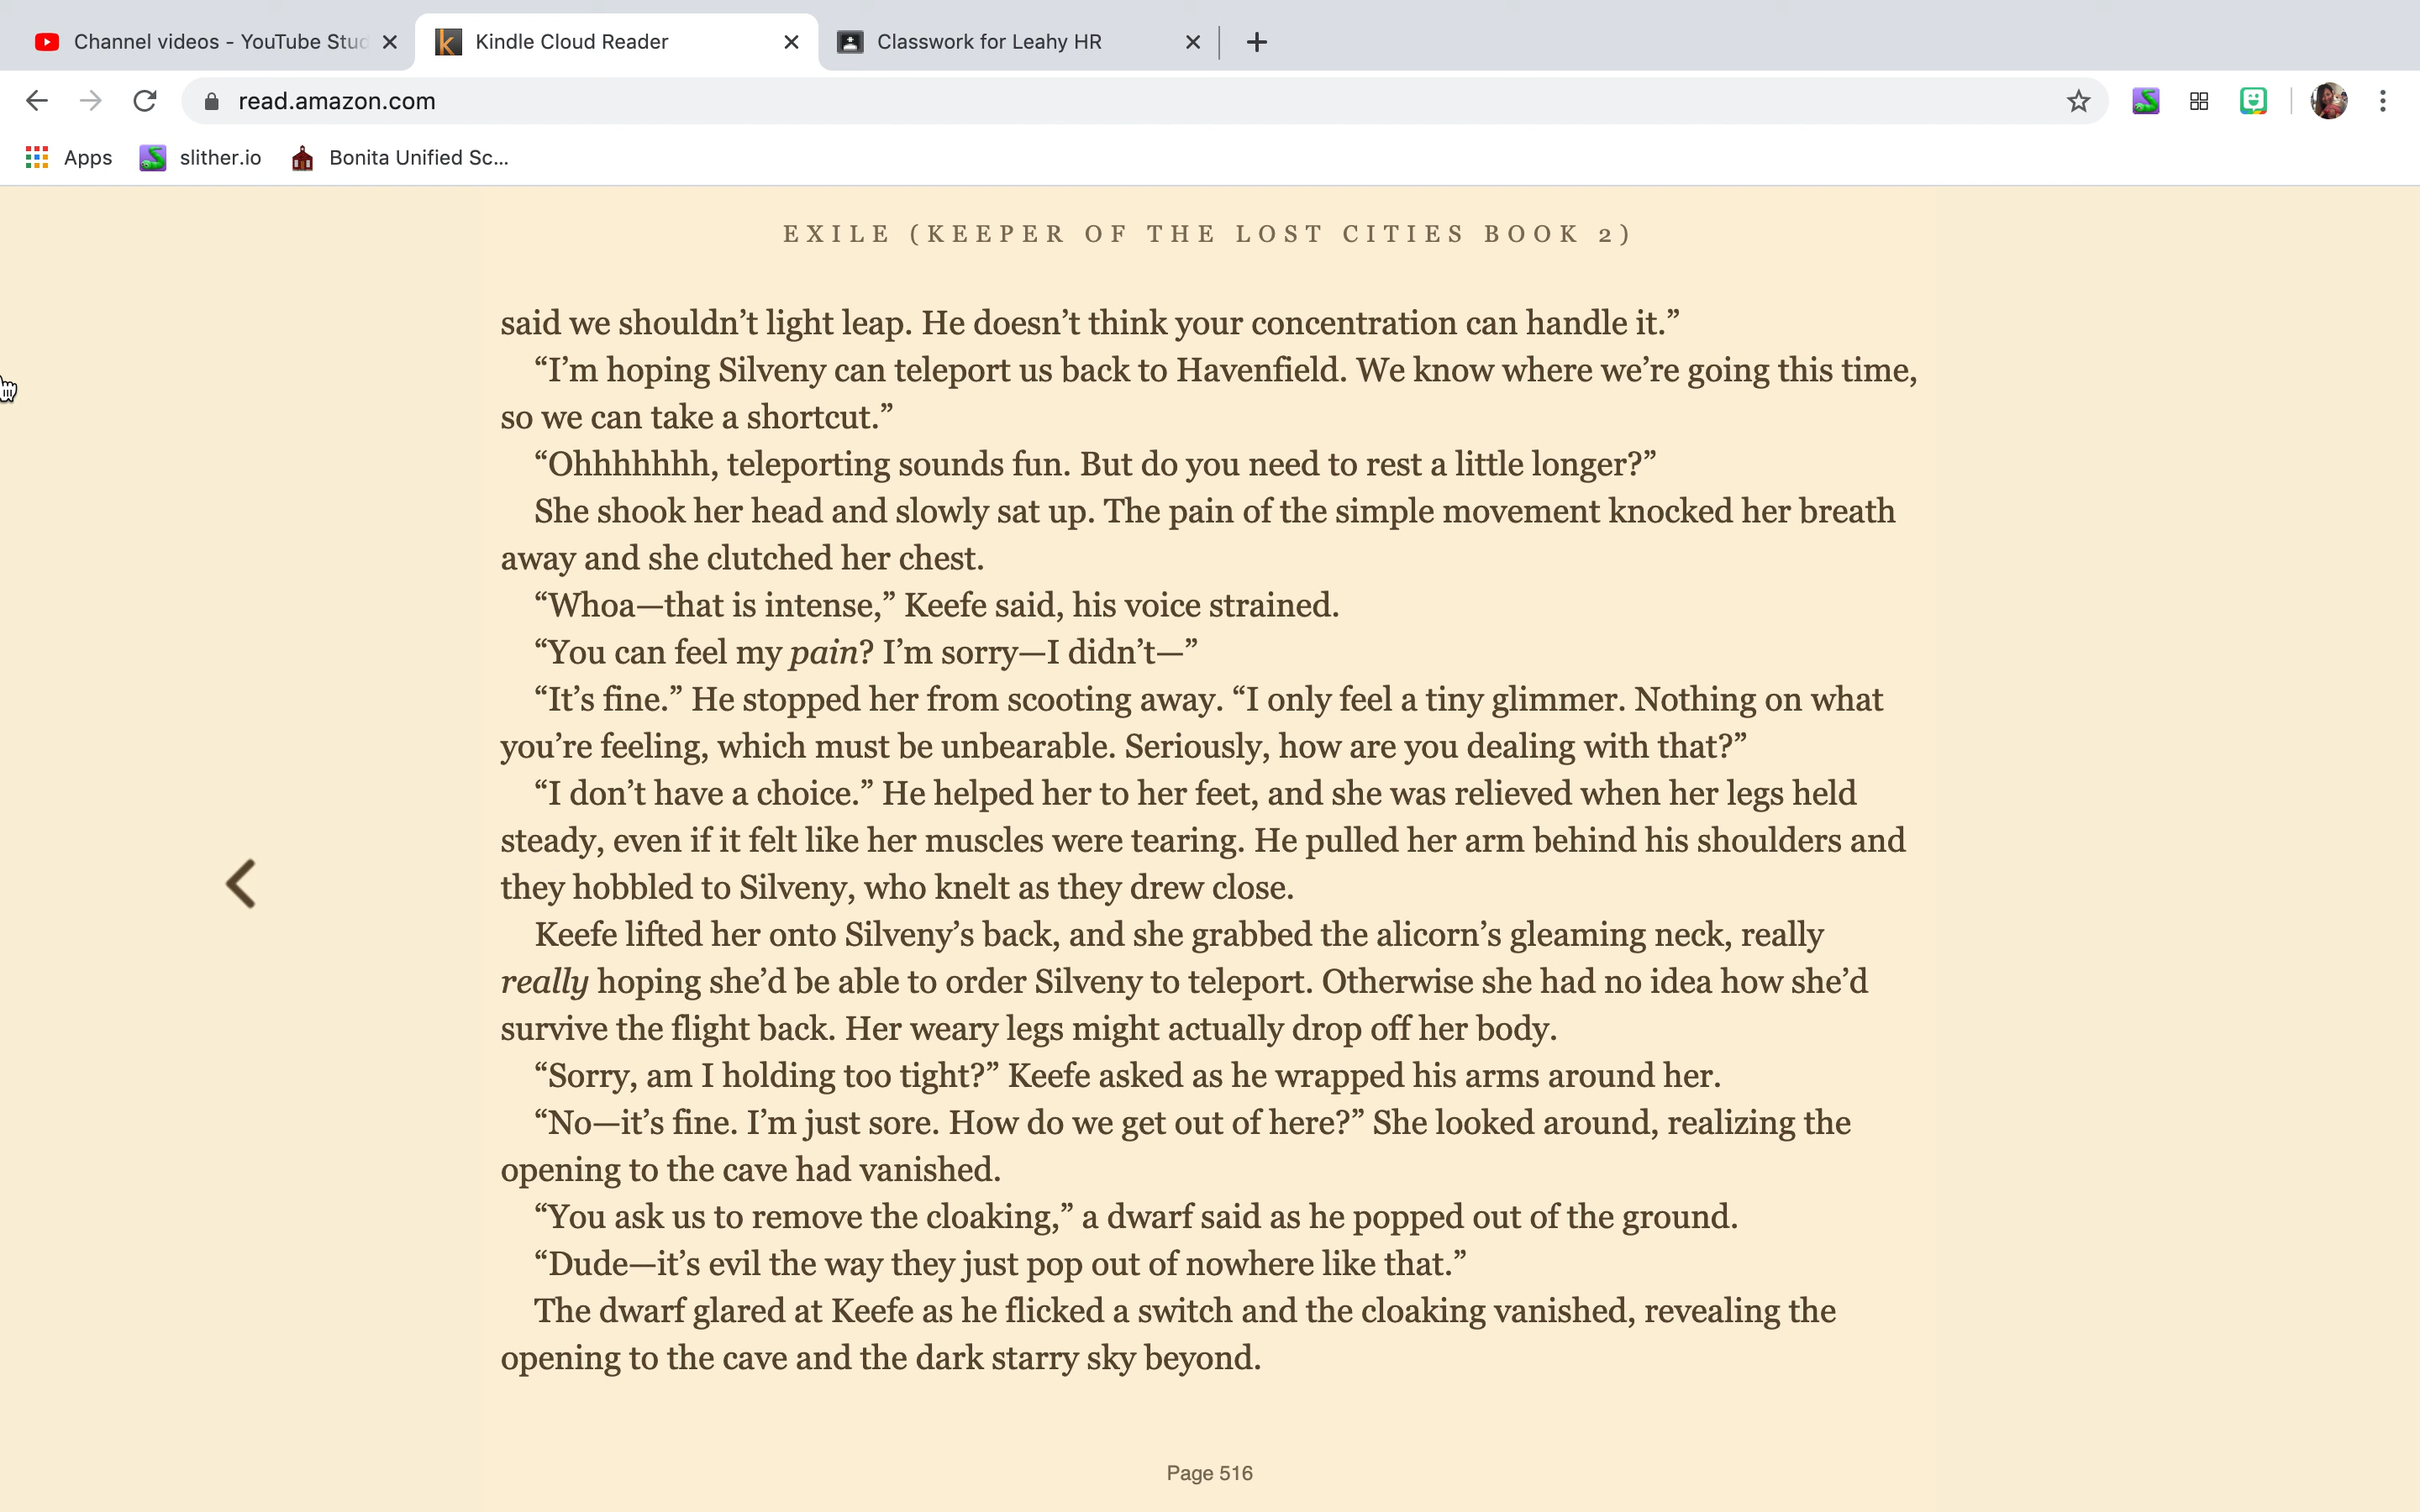 Channel videos - YouTube Stud
Kindle Cloud Reader
Classwork for Leahy HR
read.amazon.com
Apps
slither.io
Bonita Unified Sc...
EXILE (KEEPER OF THE LOST CITIES BOOK 2)
said we shouldn’t light leap. He doesn’t think your concentration can handle it.”
“I’m hoping Silveny can teleport us back to Havenfield. We know where we’re going this time,
so we can take a shortcut.”
“Ohhhhhhh, teleporting sounds fun. But do you need to rest a little longer?”
She shook her head and slowly sat up. The pain of the simple movement knocked her breath
away and she clutched her chest.
“Whoa—that is intense,” Keefe said, his voice strained.
“You can feel my pain? I’m sorry—I didn’t—”
“It’s fine.” He stopped her from scooting away. “I only feel a tiny glimmer. Nothing on what
you’re feeling, which must be unbearable. Seriously, how are you dealing with that?”
“I don’t have a choice.” He helped her to her feet, and she was relieved when her legs held
steady, even if it felt like her muscles were tearing. He pulled her arm behind his shoulders and
they hobbled to Silveny, who knelt as they drew close.
Keefe lifted her onto Silveny’s back, and she grabbed the alicorn’s gleaming neck, really
really hoping she’d be able to order Silveny to teleport. Otherwise she had no idea how she’d
survive the flight back. Her weary legs might actually drop off her body.
“Sorry, am I holding too tight?” Keefe asked as he wrapped his arms around her.
“No—it’s fine. I’m just sore. How do we get out of here?” She looked around, realizing the
opening to the cave had vanished.
“You ask us to remove the cloaking,” a dwarf said as he popped out of the ground.
“Dude—it’s evil the way they just pop out of nowhere like that.”
The dwarf glared at Keefe as he flicked a switch and the cloaking vanished, revealing the
opening to the cave and the dark starry sky beyond.
Page 516